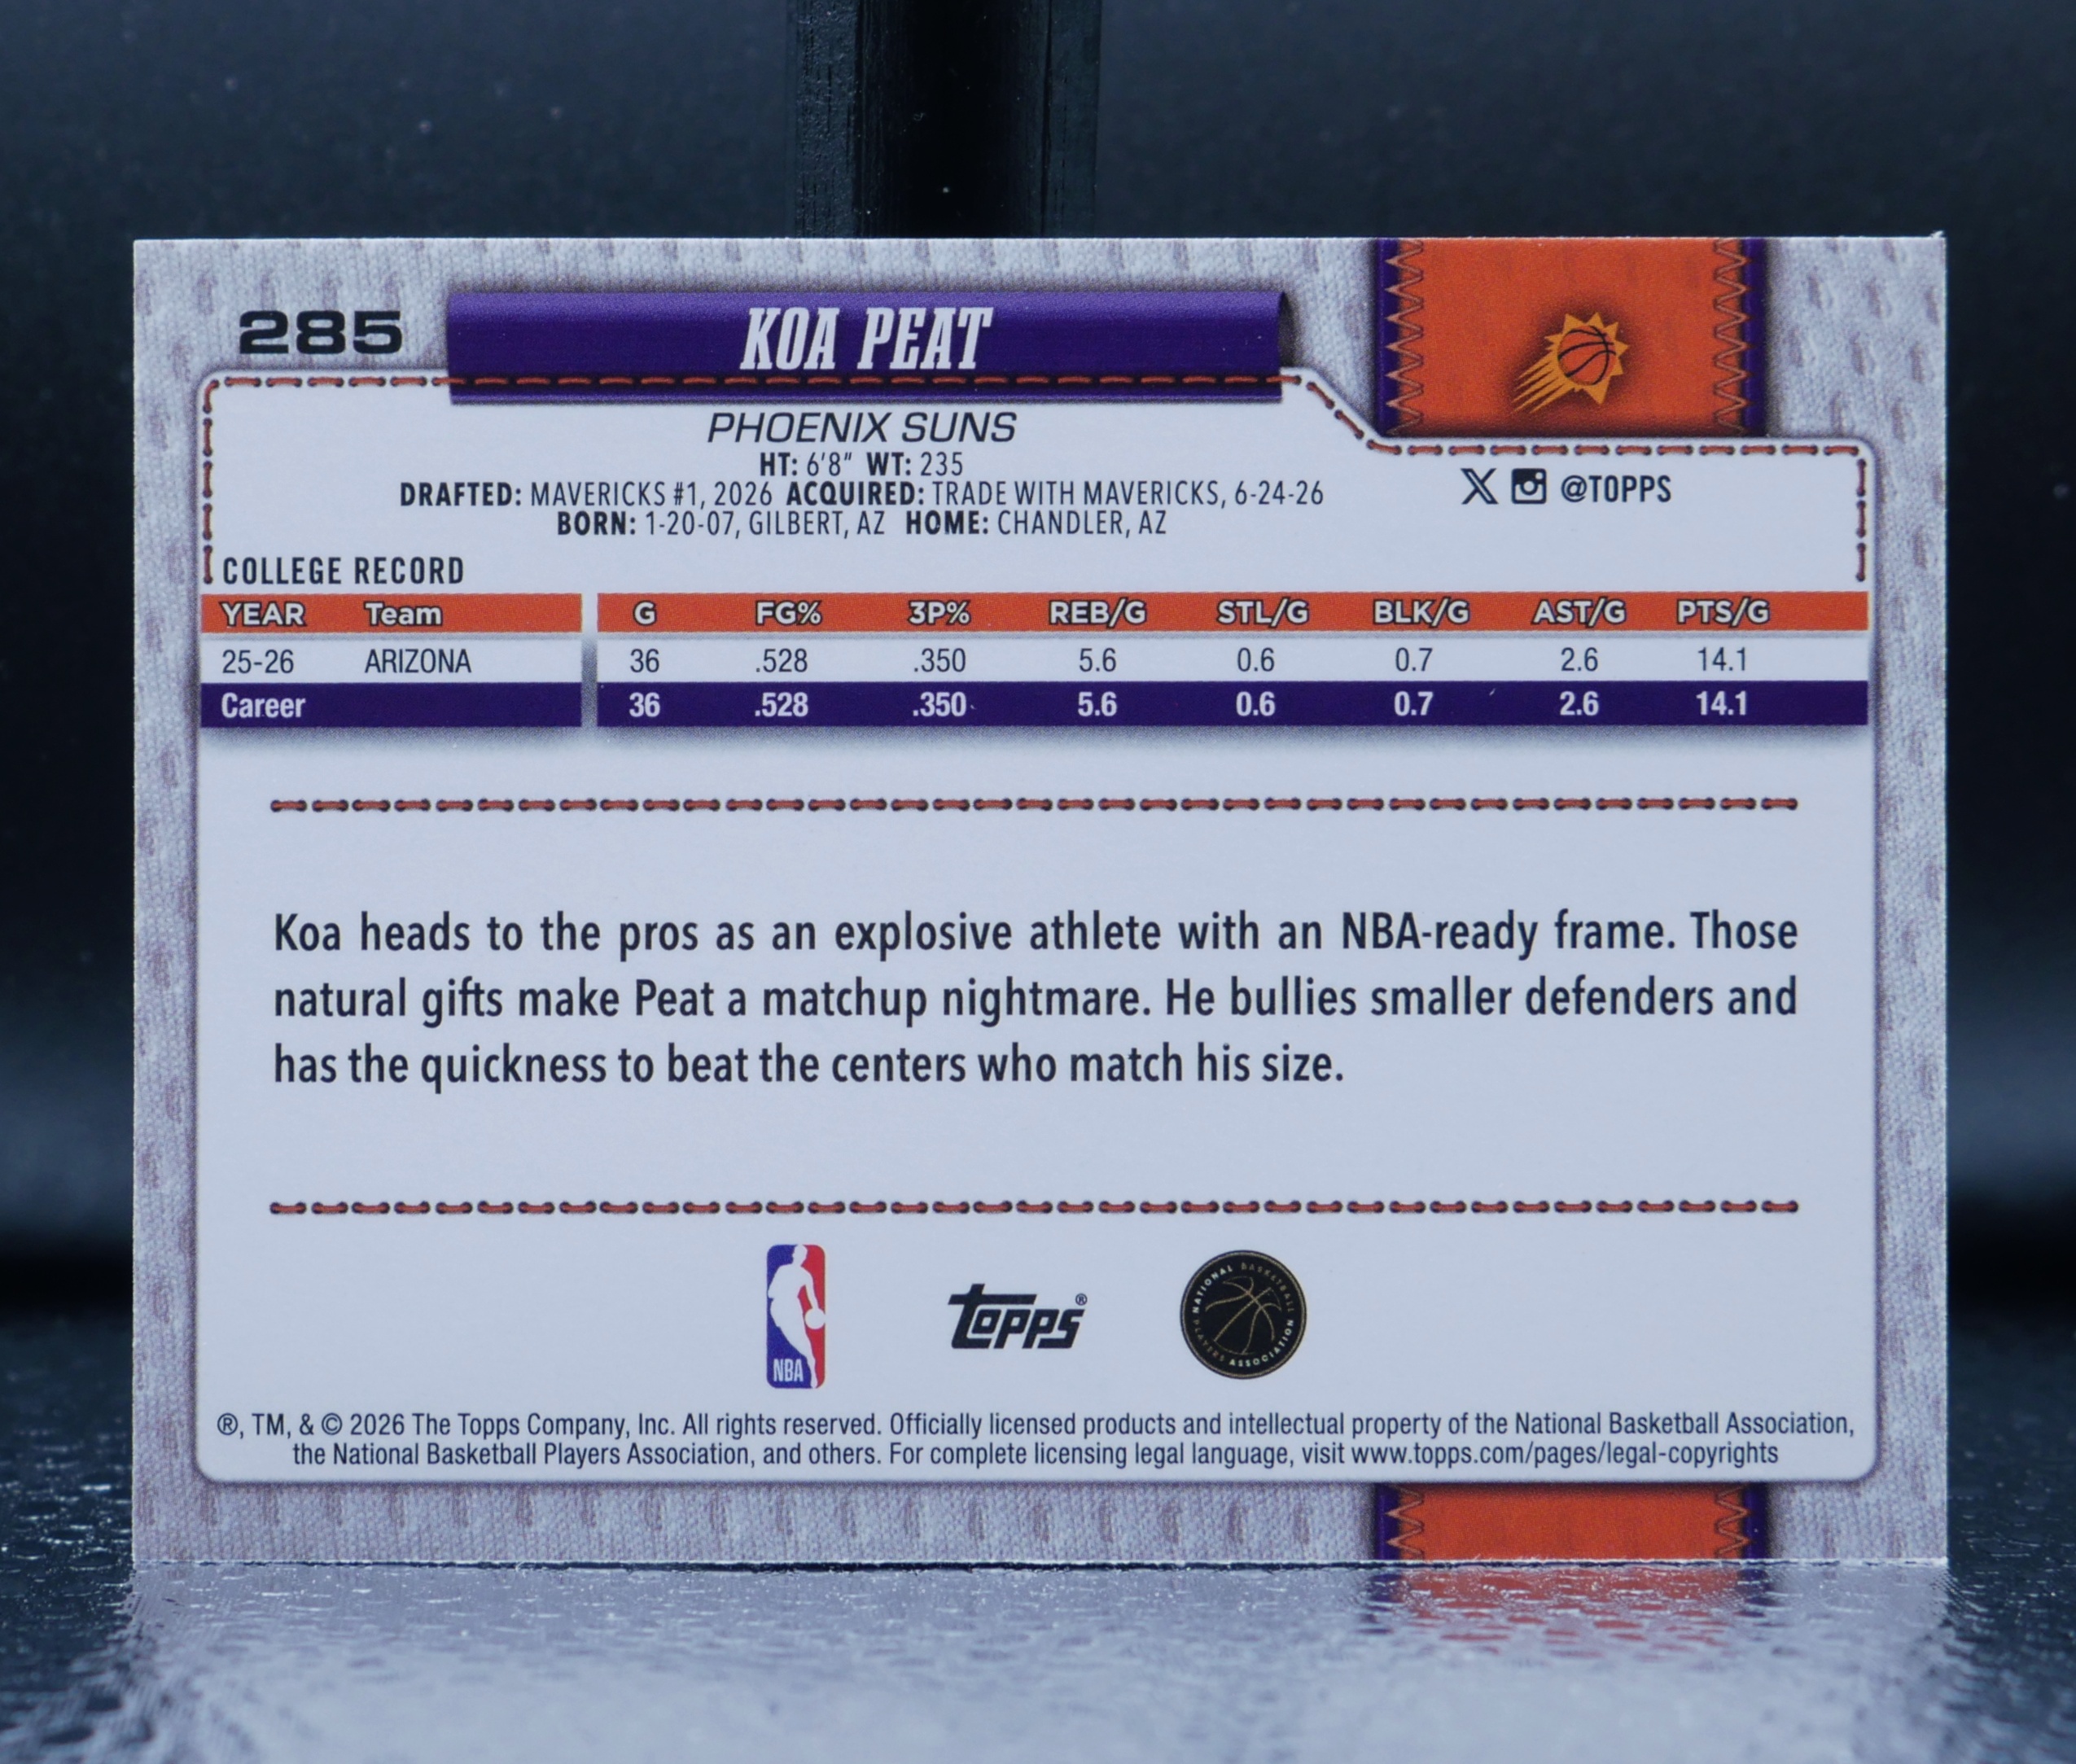 285
KOA PEAT
PHOENIX SUNS
HT: 6'8" WT: 235
DRAFTED: MAVERICKS #1, 2026 ACQUIRED: TRADE WITH MAVERICKS, 6-24-26
BORN: 1-20-07, GILBERT, AZ HOME: CHANDLER, AZ
@TOPPS
COLLEGE RECORD
YEAR Team G FG% 3P% REB/G STL/G BLK/G AST/G PTS/G
25-26 ARIZONA 36 .528 .350 5.6 0.6 0.7 2.6 14.1
Career 36 .528 .350 5.6 0.6 0.7 2.6 14.1
Koa heads to the pros as an explosive athlete with an NBA-ready frame. Those
natural gifts make Peat a matchup nightmare. He bullies smaller defenders and
has the quickness to beat the centers who match his size.
NBA
Topps®
NATIONAL BASKETBALL PLAYERS ASSOCIATION
®, TM, & © 2026 The Topps Company, Inc. All rights reserved. Officially licensed products and intellectual property of the National Basketball Association,
the National Basketball Players Association, and others. For complete licensing legal language, visit www.topps.com/pages/legal-copyrights